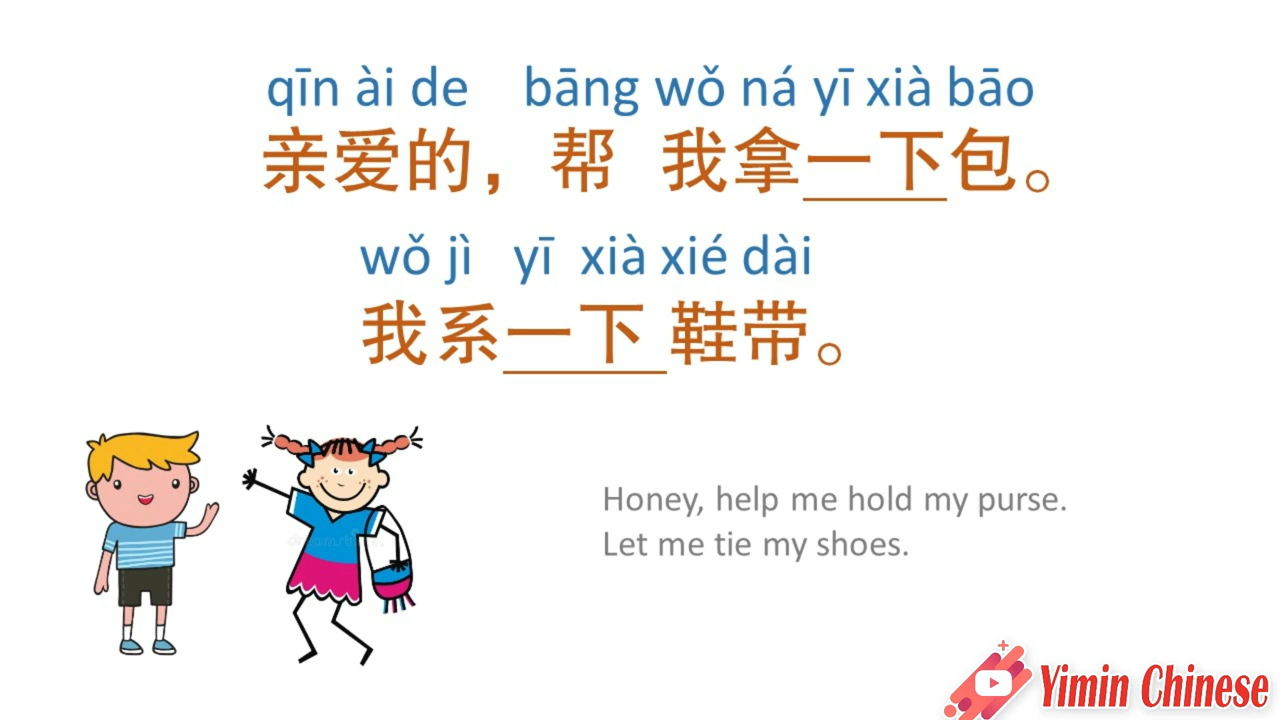 qīn ài de bāng wǒ ná yī xià bāo
亲爱的，帮 我拿一下包。
wǒ jì yī xià xié dài
我系一下 鞋带。
Honey, help me hold my purse.
Let me tie my shoes.
Yimin Chinese